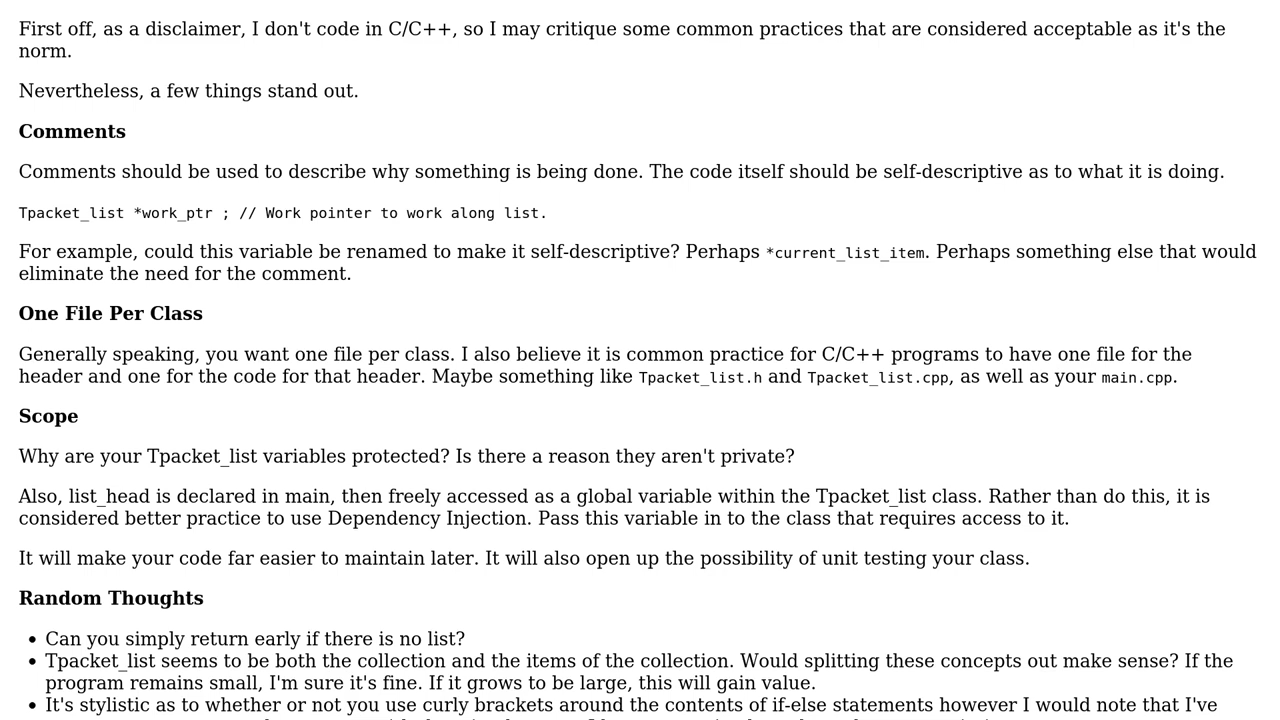 First off, as a disclaimer, I don't code in C/C++, so I may critique some common practices that are considered acceptable as it's the
norm.
Nevertheless, a few things stand out.
Comments
Comments should be used to describe why something is being done. The code itself should be self-descriptive as to what it is doing.
Tpacket_list *work_ptr ; // Work pointer to work along list.
For example, could this variable be renamed to make it self-descriptive? Perhaps *current_list_item. Perhaps something else that would
eliminate the need for the comment.
One File Per Class
Generally speaking, you want one file per class. I also believe it is common practice for C/C++ programs to have one file for the
header and one for the code for that header. Maybe something like Tpacket_list.h and Tpacket_list.cpp, as well as your main.cpp.
Scope
Why are your Tpacket_list variables protected? Is there a reason they aren't private?
Also, list_head is declared in main, then freely accessed as a global variable within the Tpacket_list class. Rather than do this, it is
considered better practice to use Dependency Injection. Pass this variable in to the class that requires access to it.
It will make your code far easier to maintain later. It will also open up the possibility of unit testing your class.
Random Thoughts
• Can you simply return early if there is no list?
• Tpacket_list seems to be both the collection and the items of the collection. Would splitting these concepts out make sense? If the
program remains small, I'm sure it's fine. If it grows to be large, this will gain value.
• It's stylistic as to whether or not you use curly brackets around the contents of if-else statements however I would note that I've